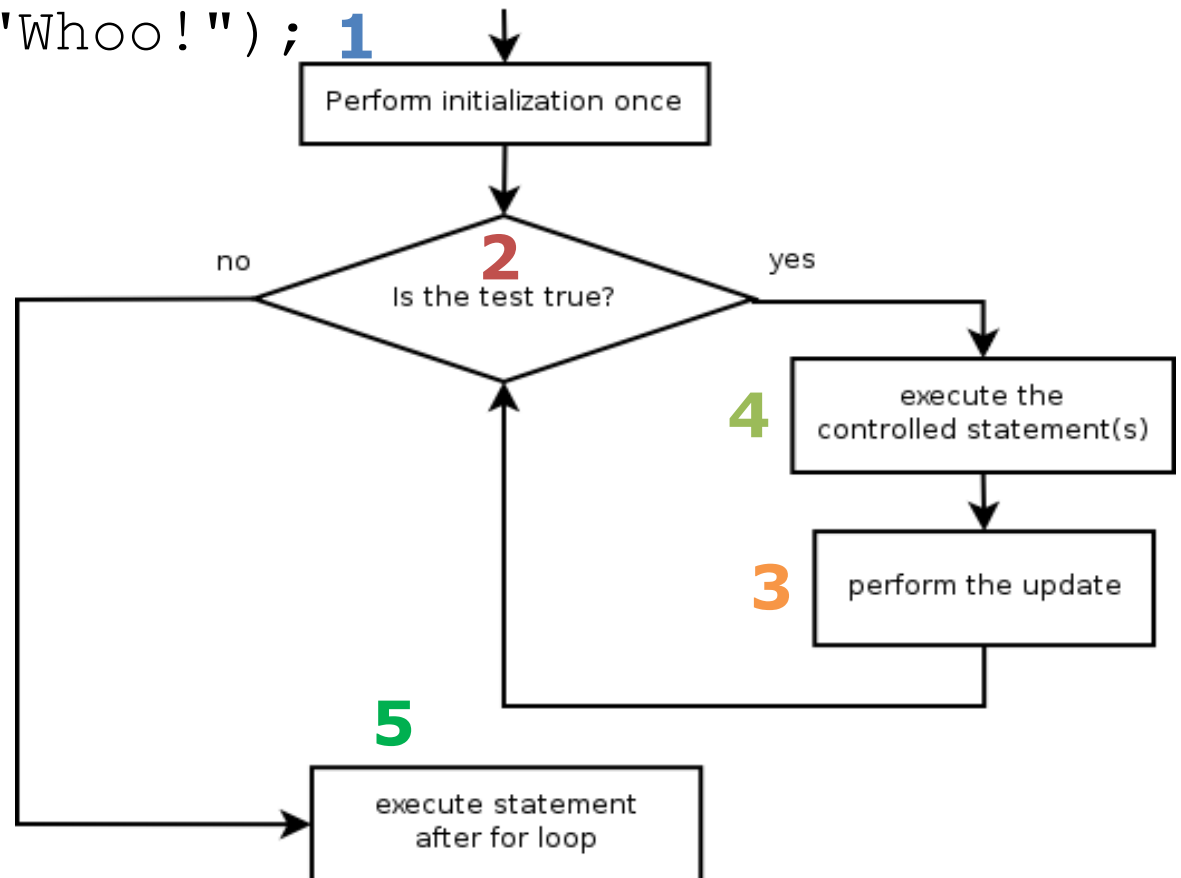 "Whoo!"); 1
Perform initialization once
no
2
yes
Is the test true?
4
execute the
controlled statement(s)
3
perform the update
5
execute statement
after for loop